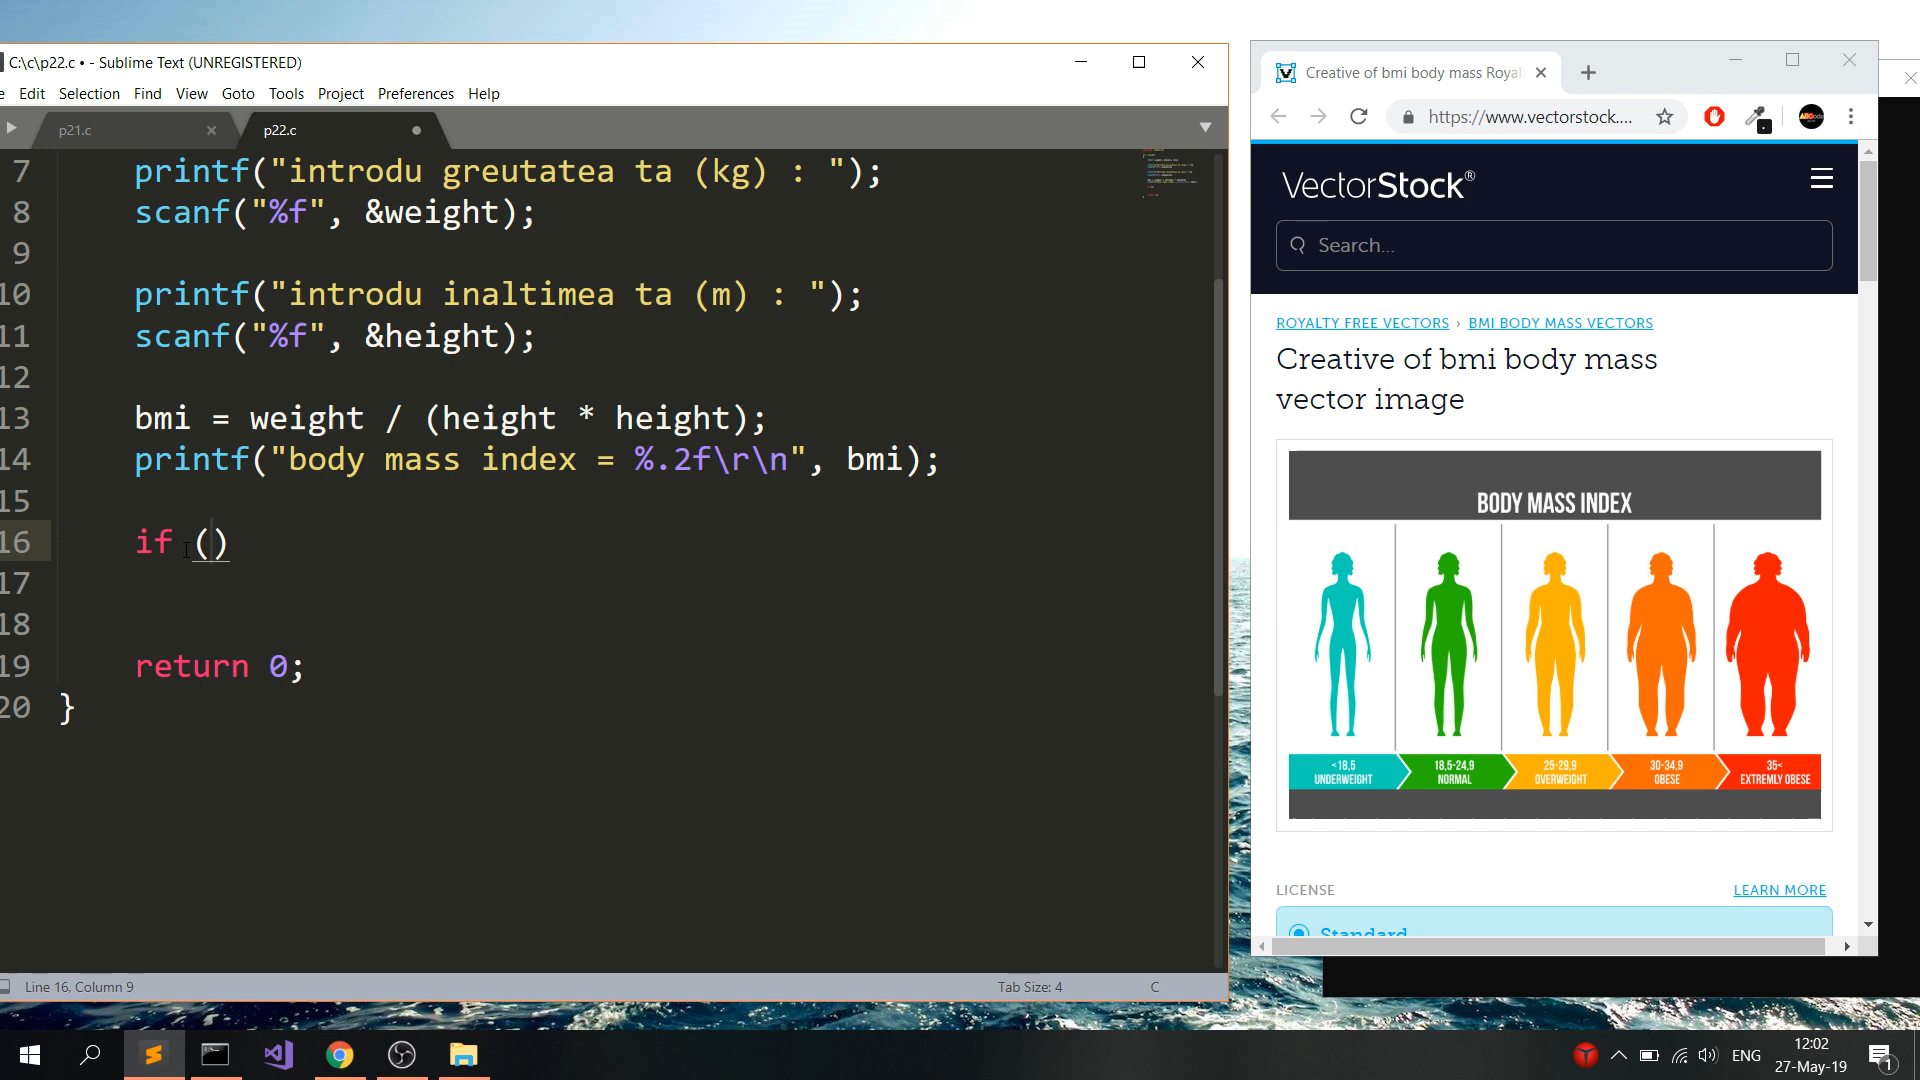 C:\c\p22.c • - Sublime Text (UNREGISTERED)
Edit Selection Find View Goto Tools Project Preferences Help
p21.c
p22.c
7 printf("introdu greutatea ta (kg) : ");
8 scanf("%f", &weight);
9
10 printf("introdu inaltimea ta (m) : ");
11 scanf("%f", &height);
12
13 bmi = weight / (height * height);
14 printf("body mass index = %.2f\r\n", bmi);
15
16 if ()
17
18
19 return 0;
20 }
Line 16, Column 9
Tab Size: 4
C
Creative of bmi body mass Royal
https://www.vectorstock....
VectorStock®
Search...
ROYALTY FREE VECTORS › BMI BODY MASS VECTORS
Creative of bmi body mass
vector image
BODY MASS INDEX
<18,5
UNDERWEIGHT
18,5-24,9
NORMAL
25-29,9
OVERWEIGHT
30-34,9
OBESE
35<
EXTREMLY OBESE
LICENSE
LEARN MORE
Standard
ENG
12:02
27-May-19
1